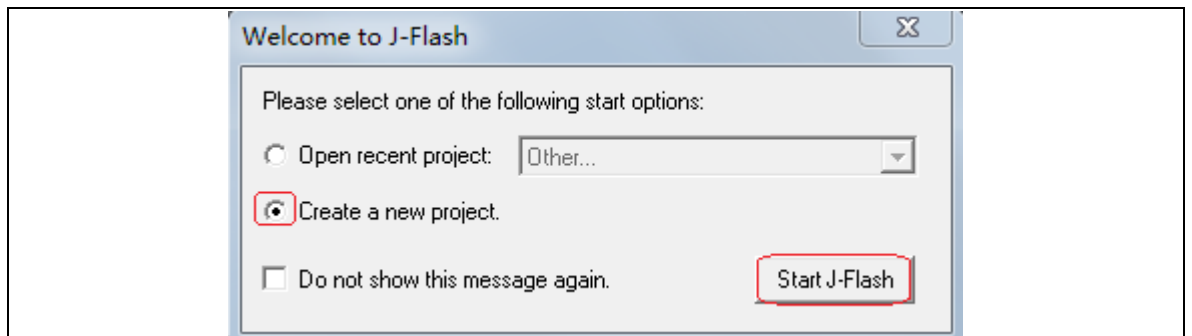 Welcome to J-Flash
Please select one of the following start options:
Open recent project: Other...
Create a new project.
Do not show this message again. Start J-Flash